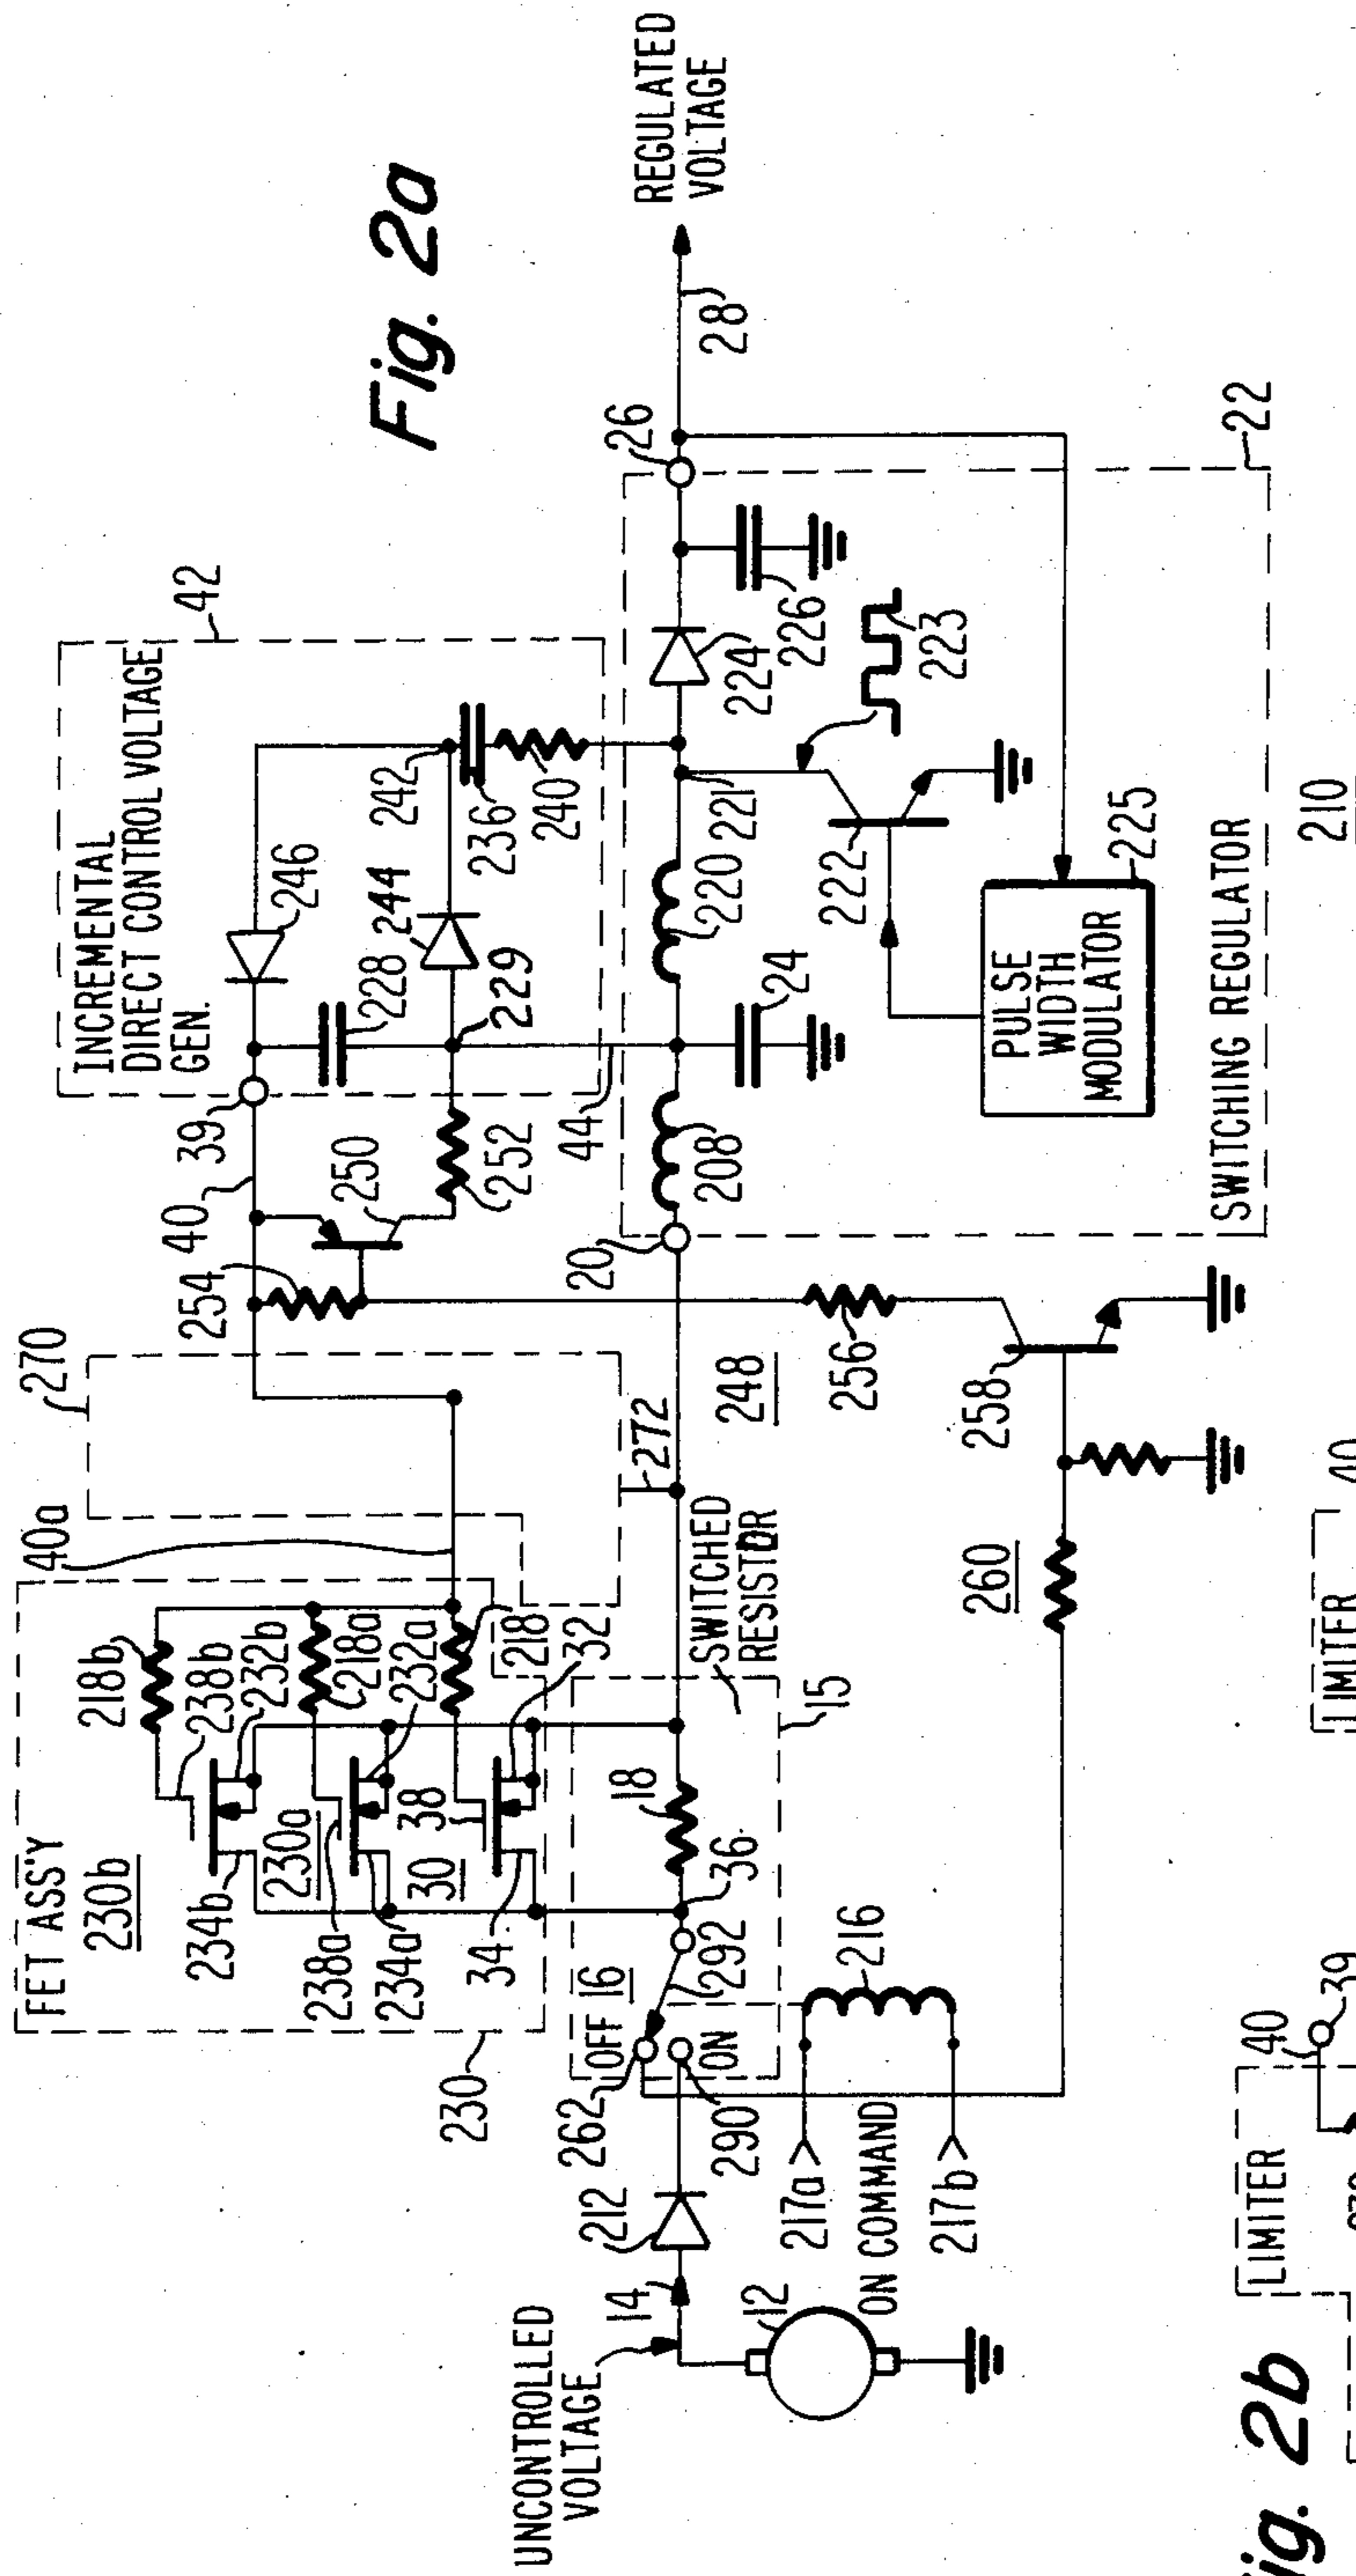 Fig. 2a
FET ASS'Y
230b
218b
238b
232b
234b
230a
218a
232a
238a
234a
30
38
218
32
34
230
40a
270
272
254
40
39
250
252
INCREMENTAL
DIRECT CONTROL VOLTAGE
GEN.
42
246
228
244
229
242
236
240
44
UNCONTROLLED
VOLTAGE
14
12
212
262
290
OFF
16
ON
292
36
18
15
SWITCHED
RESISTOR
217a
ON COMMAND
217b
216
20
208
24
220
221
224
226
223
222
225
PULSE
WIDTH
MODULATOR
SWITCHING REGULATOR
22
26
28
REGULATED
VOLTAGE
248
256
258
260
210
Fig. 2b
LIMITER
40
39
LIMITER
40